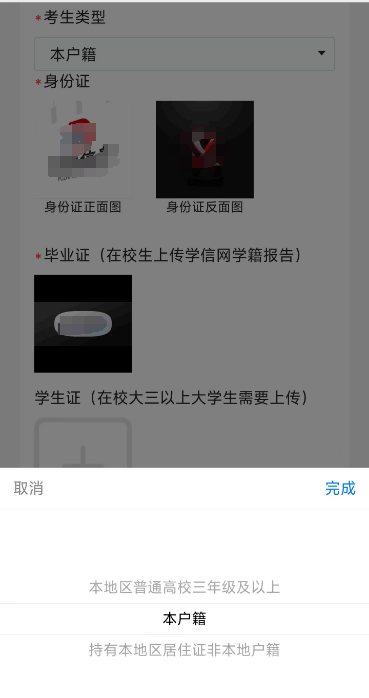 *考生类型
本户籍
*身份证
身份证正面图 身份证反面图
*毕业证（在校生上传学信网学籍报告）
学生证（在校大三以上大学生需要上传）
取消 完成
本地区普通高校三年级及以上
本户籍
持有本地区居住证非本地户籍